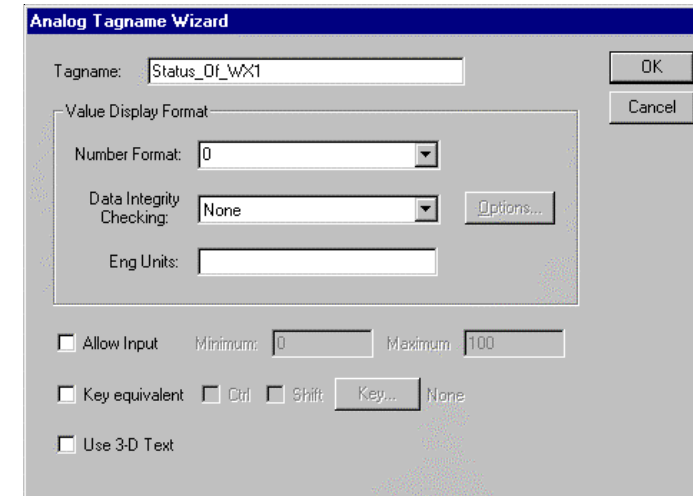 Analog Tagname Wizard
Tagname: Status_Of_WX1
OK
Cancel
Value Display Format
Number Format: 0
Data Integrity
Checking: None
Options...
Eng Units:
Allow Input Minimum: 0 Maximum 100
Key equivalent Ctrl Shift Key... None
Use 3-D Text